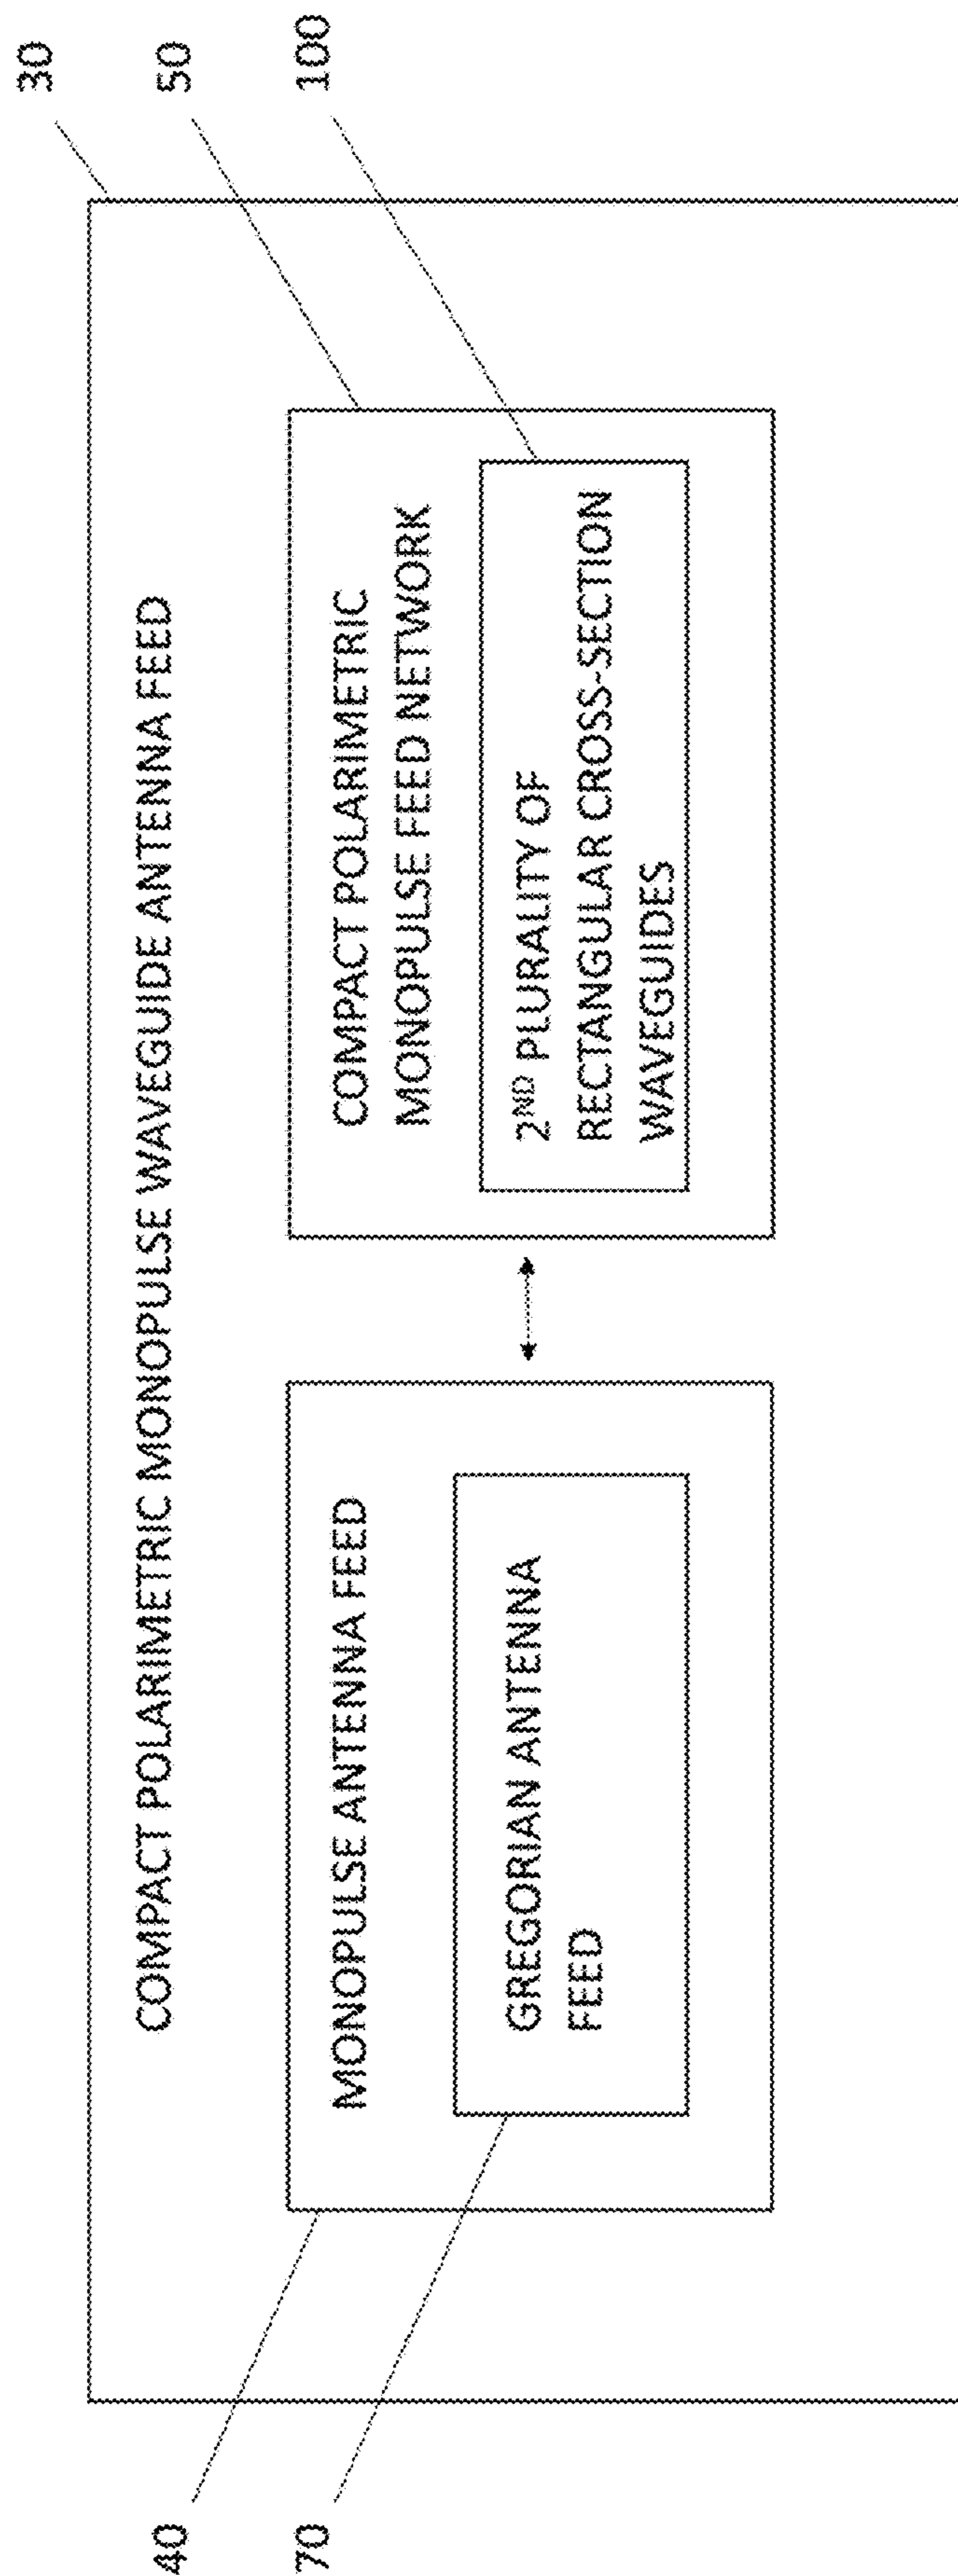 30
50
100
COMPACT POLARIMETRIC MONOPULSE WAVEGUIDE ANTENNA FEED
MONOPULSE ANTENNA FEED
GREGORIAN ANTENNA
FEED
COMPACT POLARIMETRIC
MONOPULSE FEED NETWORK
2ND PLURALITY OF
RECTANGULAR CROSS-SECTION
WAVEGUIDES
40
70